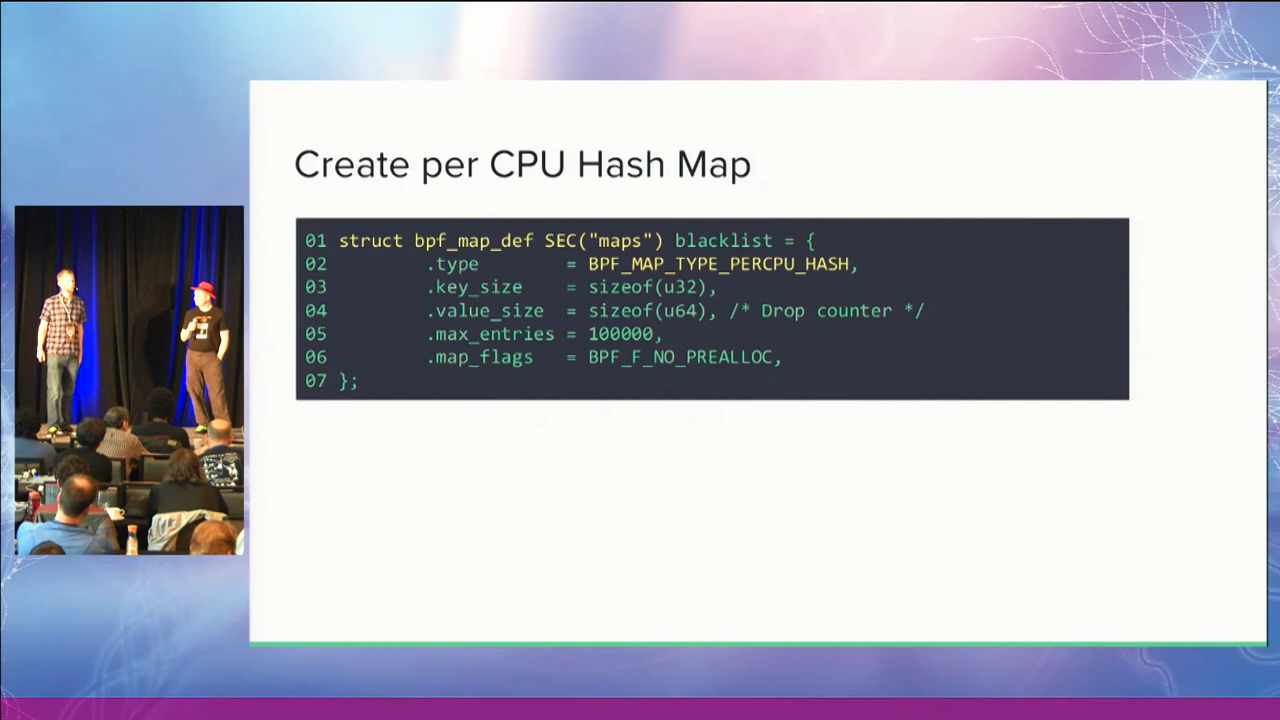 Create per CPU Hash Map
01 struct bpf_map_def SEC("maps") blacklist = {
02         .type        = BPF_MAP_TYPE_PERCPU_HASH,
03         .key_size    = sizeof(u32),
04         .value_size  = sizeof(u64), /* Drop counter */
05         .max_entries = 100000,
06         .map_flags   = BPF_F_NO_PREALLOC,
07 };